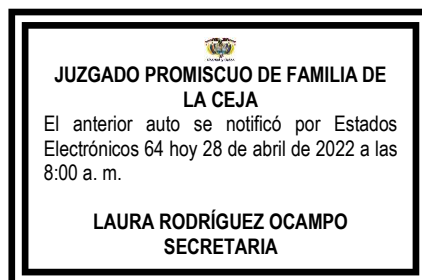 JUZGADO PROMISCUO DE FAMILIA DE
LA CEJA
El anterior auto se notificó por Estados
Electrónicos 64 hoy 28 de abril de 2022 a las
8:00 a. m.
LAURA RODRÍGUEZ OCAMPO
SECRETARIA